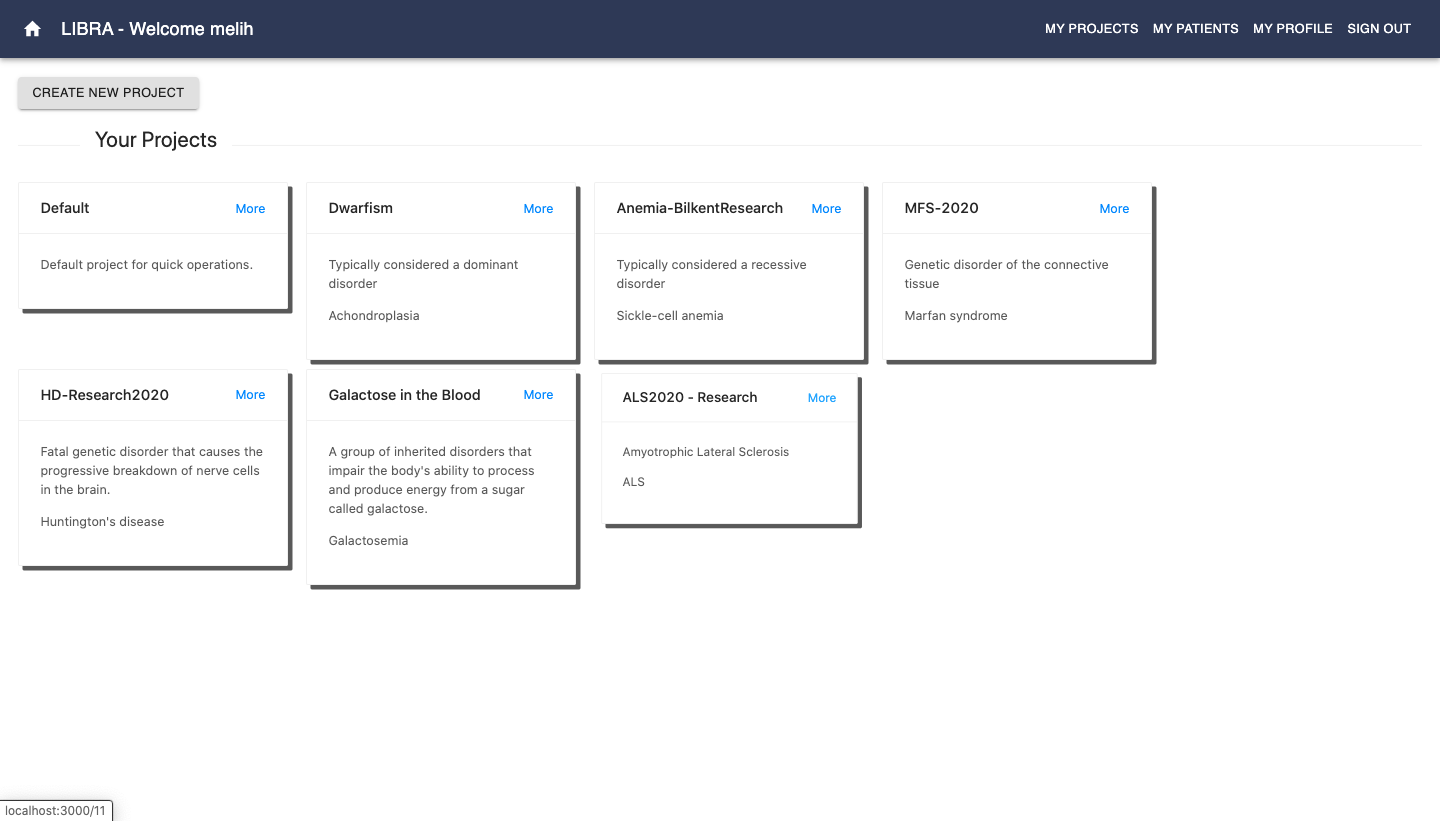 LIBRA - Welcome melih
MY PROJECTS MY PATIENTS MY PROFILE SIGN OUT
CREATE NEW PROJECT
Your Projects
Default More
Default project for quick operations.
Dwarfism More
Typically considered a dominant
disorder
Achondroplasia
Anemia-BilkentResearch More
Typically considered a recessive
disorder
Sickle-cell anemia
MFS-2020 More
Genetic disorder of the connective
tissue
Marfan syndrome
HD-Research2020 More
Fatal genetic disorder that causes the
progressive breakdown of nerve cells
in the brain.
Huntington's disease
Galactose in the Blood More
A group of inherited disorders that
impair the body's ability to process
and produce energy from a sugar
called galactose.
Galactosemia
ALS2020 - Research More
Amyotrophic Lateral Sclerosis
ALS
localhost:3000/11